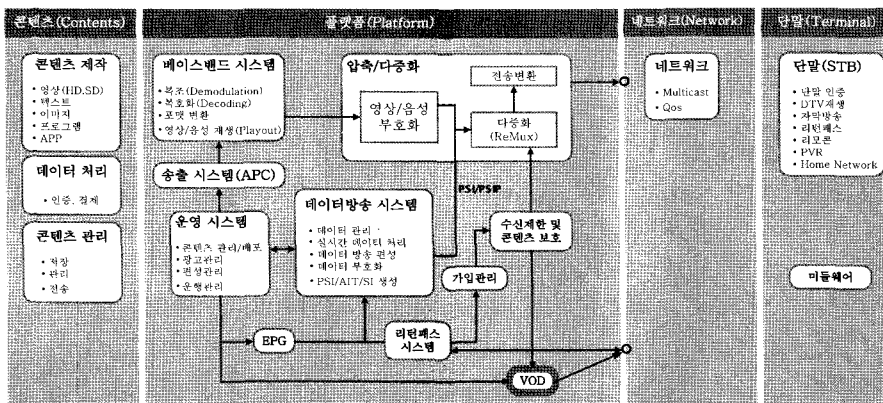 콘텐츠(Contents)
콘텐츠 제작
• 영상(HD,SD)
• 텍스트
• 이미지
• 프로그램
• APP
데이터 처리
• 인증, 결제
콘텐츠 관리
• 저장
• 관리
• 전송
플랫폼(Platform)
베이스밴드 시스템
• 복조(Demodulation)
• 복호화(Decoding)
• 포맷 변환
• 영상/음성 재생(Playout)
송출 시스템(APC)
운영 시스템
• 콘텐츠 관리/배포
• 광고관리
• 편성관리
• 운행관리
압축/다중화
영상/음성
부호화
전송변환
다중화
(ReMux)
PSI/PSIP
데이터방송 시스템
• 데이터 관리
• 실시간 데이터 처리
• 데이터 방송 편성
• 데이터 부호화
• PSI/AIT/SI 생성
수신제한 및
콘텐츠 보호
가입관리
EPG
리턴패스
시스템
VOD
네트워크(Network)
네트워크
• Multicast
• Qos
단말(Terminal)
단말(STB)
• 단말 인증
• DTV재생
• 자막방송
• 리턴패스
• 리모콘
• PVR
• Home Network
미들웨어